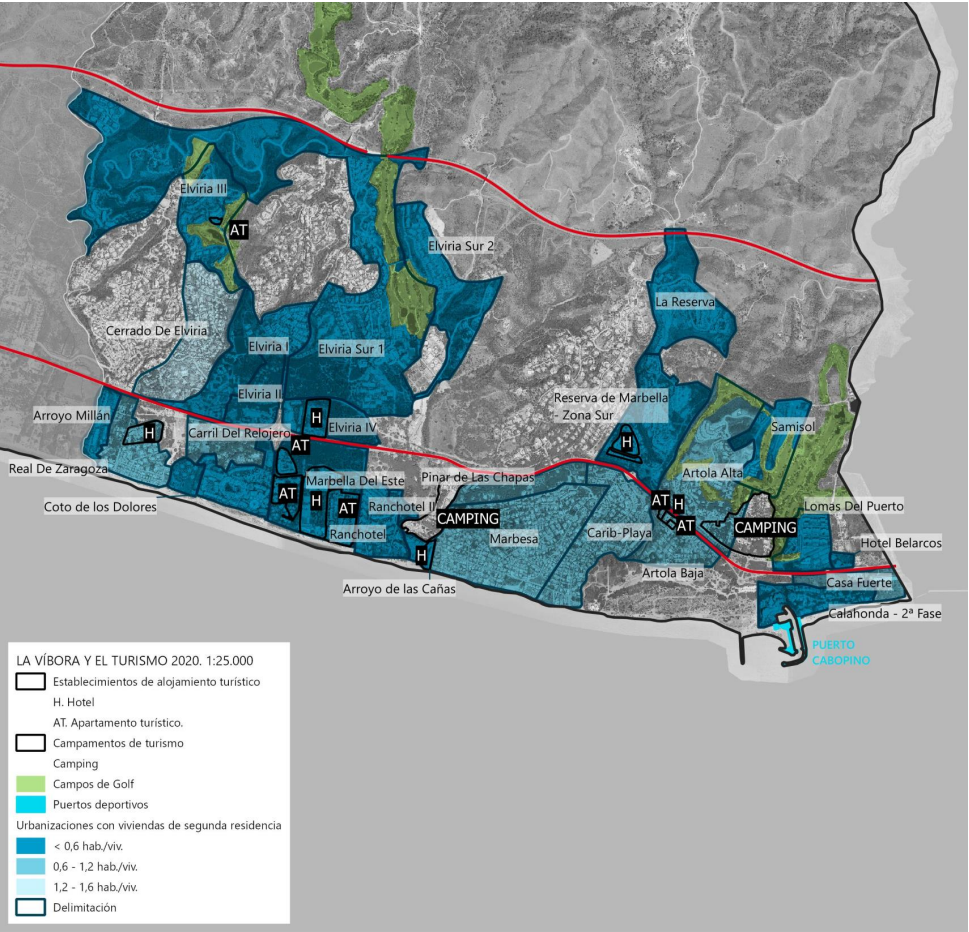 Elviria III
AT
Elviria Sur 2
La Reserva
Cerrado De Elviria
Elviria I
Elviria Sur 1
Elviria II
Reserva de Marbella
- Zona Sur
Arroyo Millán
H
H
Elviria IV
H
Samisol
Carril Del Relojero
AT
Real De Zaragoza
Marbella Del Este
Pinar de Las Chapas
Artola Alta
Coto de los Dolores
AT
H
AT
Ranchotel II
AT
H
Lomas Del Puerto
CAMPING
AT
CAMPING
Ranchotel
Marbesa
Carib-Playa
Hotel Belarcos
H
Artola Baja
Arroyo de las Cañas
Casa Fuerte
Calahonda - 2ª Fase
PUERTO
CABOPINO
LA VÍBORA Y EL TURISMO 2020. 1:25.000
Establecimientos de alojamiento turístico
H. Hotel
AT. Apartamento turístico.
Campamentos de turismo
Camping
Campos de Golf
Puertos deportivos
Urbanizaciones con viviendas de segunda residencia
< 0,6 hab./viv.
0,6 - 1,2 hab./viv.
1,2 - 1,6 hab./viv.
Delimitación